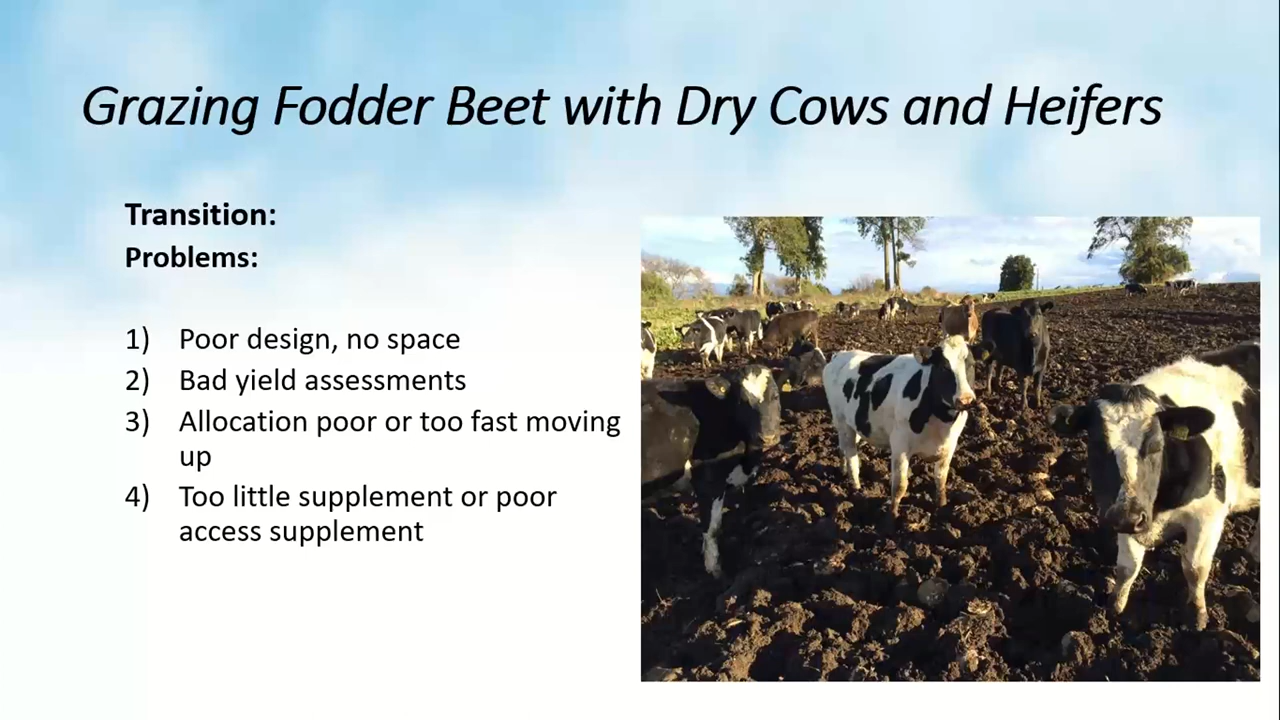 Grazing Fodder Beet with Dry Cows and Heifers
Transition:
Problems:
1) Poor design, no space
2) Bad yield assessments
3) Allocation poor or too fast moving
up
4) Too little supplement or poor
access supplement